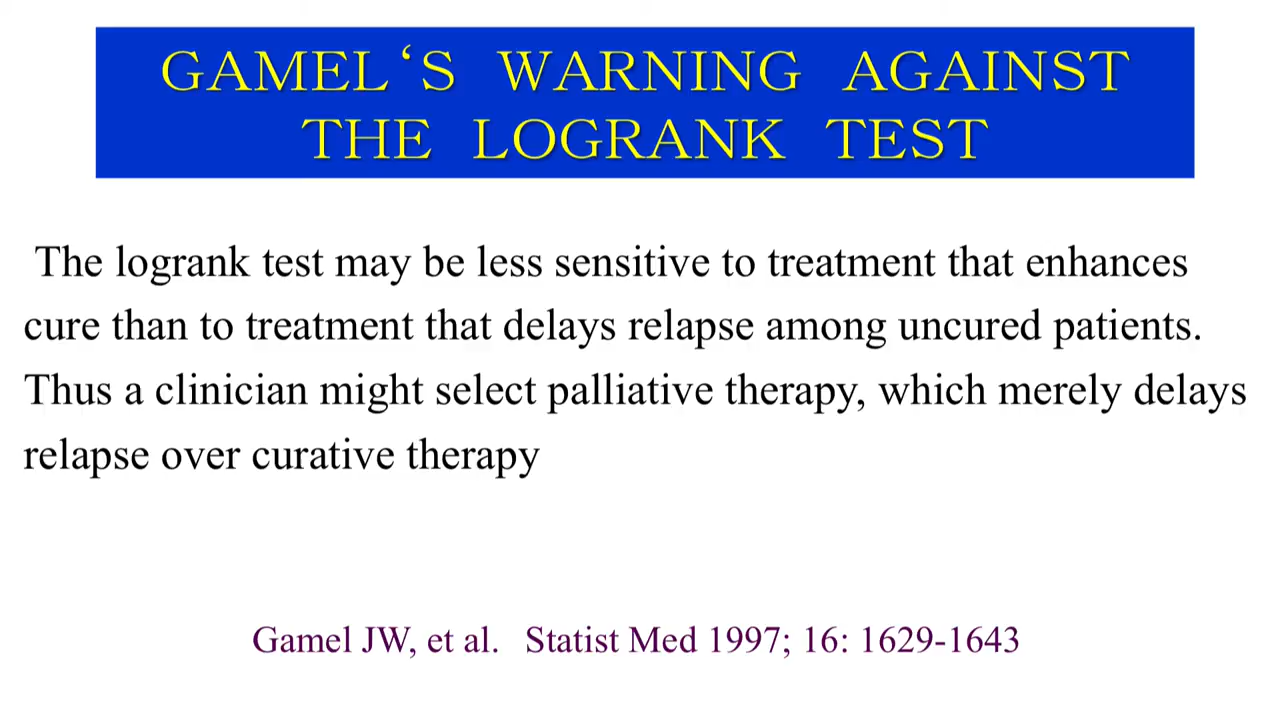 GAMEL‘S WARNING AGAINST
THE LOGRANK TEST
The logrank test may be less sensitive to treatment that enhances
cure than to treatment that delays relapse among uncured patients.
Thus a clinician might select palliative therapy, which merely delays
relapse over curative therapy
Gamel JW, et al. Statist Med 1997; 16: 1629-1643